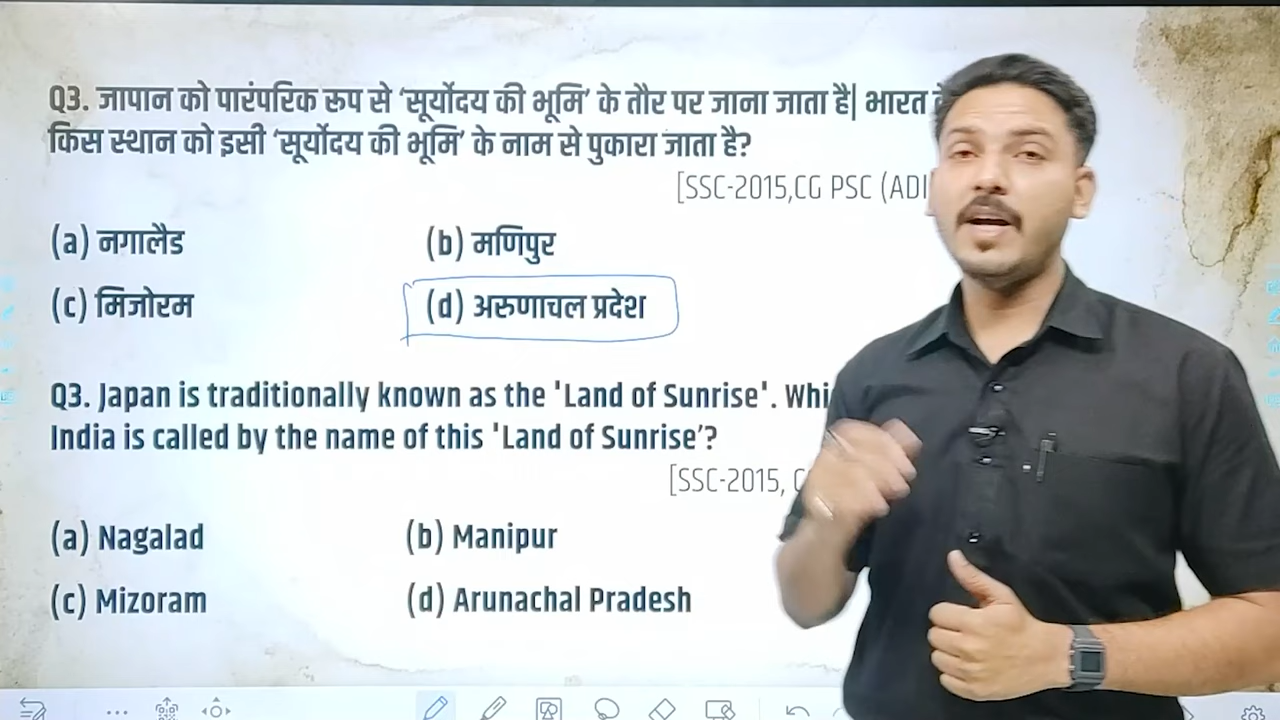 Q3. जापान को पारंपरिक रूप से ‘सूर्योदय की भूमि’ के तौर पर जाना जाता है| भारत
किस स्थान को इसी ‘सूर्योदय की भूमि’ के नाम से पुकारा जाता है?
[SSC-2015,CG PSC (ADI
(a) नगालैड
(b) मणिपुर
(c) मिजोरम
(d) अरुणाचल प्रदेश
Q3. Japan is traditionally known as the 'Land of Sunrise'. Whi
India is called by the name of this 'Land of Sunrise’?
[SSC-2015, C
(a) Nagalad
(b) Manipur
(c) Mizoram
(d) Arunachal Pradesh